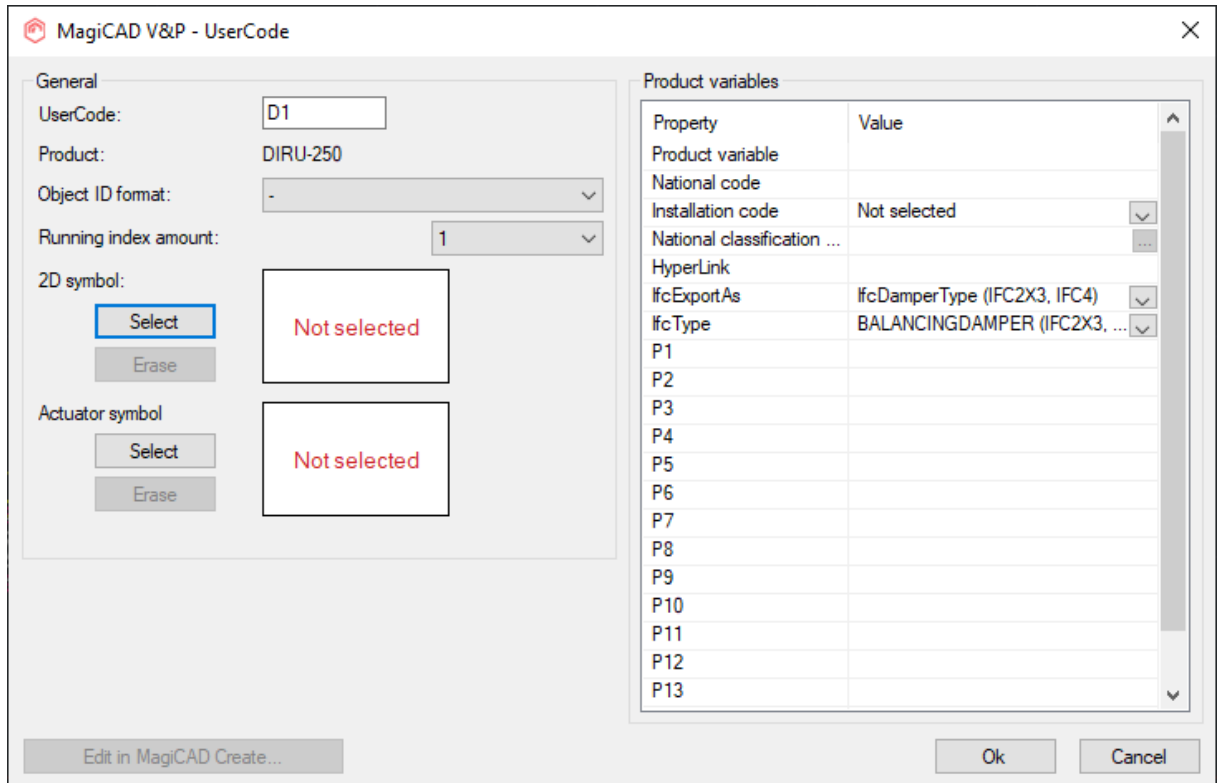 MagiCAD V&P - UserCode
General
UserCode:
D1
Product:
DIRU-250
Object ID format:
-
Running index amount:
1
2D symbol:
Select
Erase
Not selected
Actuator symbol
Select
Erase
Not selected
Product variables
Property Value
Product variable
National code
Installation code Not selected
National classification ...
...
HyperLink
IfcExportAs IfcDamperType (IFC2X3, IFC4)
IfcType BALANCINGDAMPER (IFC2X3, ...
P1
P2
P3
P4
P5
P6
P7
P8
P9
P10
P11
P12
P13
Edit in MagiCAD Create...
Ok
Cancel